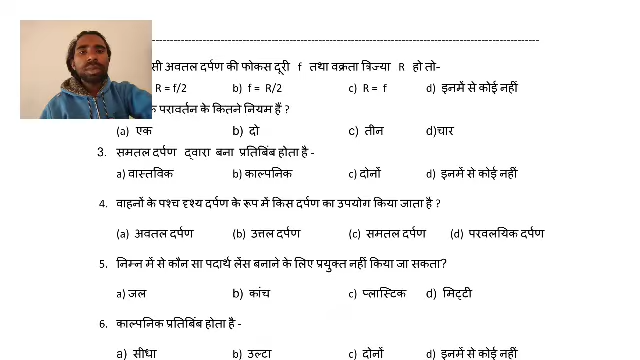 सी अवतल दर्पण की फोकस दूरी f तथा वक्रता त्रिज्या R हो तो-
R = f/2 b) f = R/2 c) R = f d) इनमें से कोई नहीं
परावर्तन के कितने नियम हैं ?
(a) एक b) दो c) तीन d)चार
3. समतल दर्पण द्वारा बना प्रतिबिंब होता है -
a) वास्तविक b) काल्पनिक c) दोनों d) इनमें से कोई नहीं
4. वाहनों के पश्च दृश्य दर्पण के रूप में किस दर्पण का उपयोग किया जाता है ?
(a) अवतल दर्पण (b) उत्तल दर्पण (c) समतल दर्पण (d) परवलयिक दर्पण
5. निम्न में से कौन सा पदार्थ लेंस बनाने के लिए प्रयुक्त नहीं किया जा सकता?
a) जल b) कांच c) प्लास्टिक d) मिट्टी
6. काल्पनिक प्रतिबिंब होता है -
a) सीधा b) उल्टा c) दोनों d) इनमें से कोई नहीं